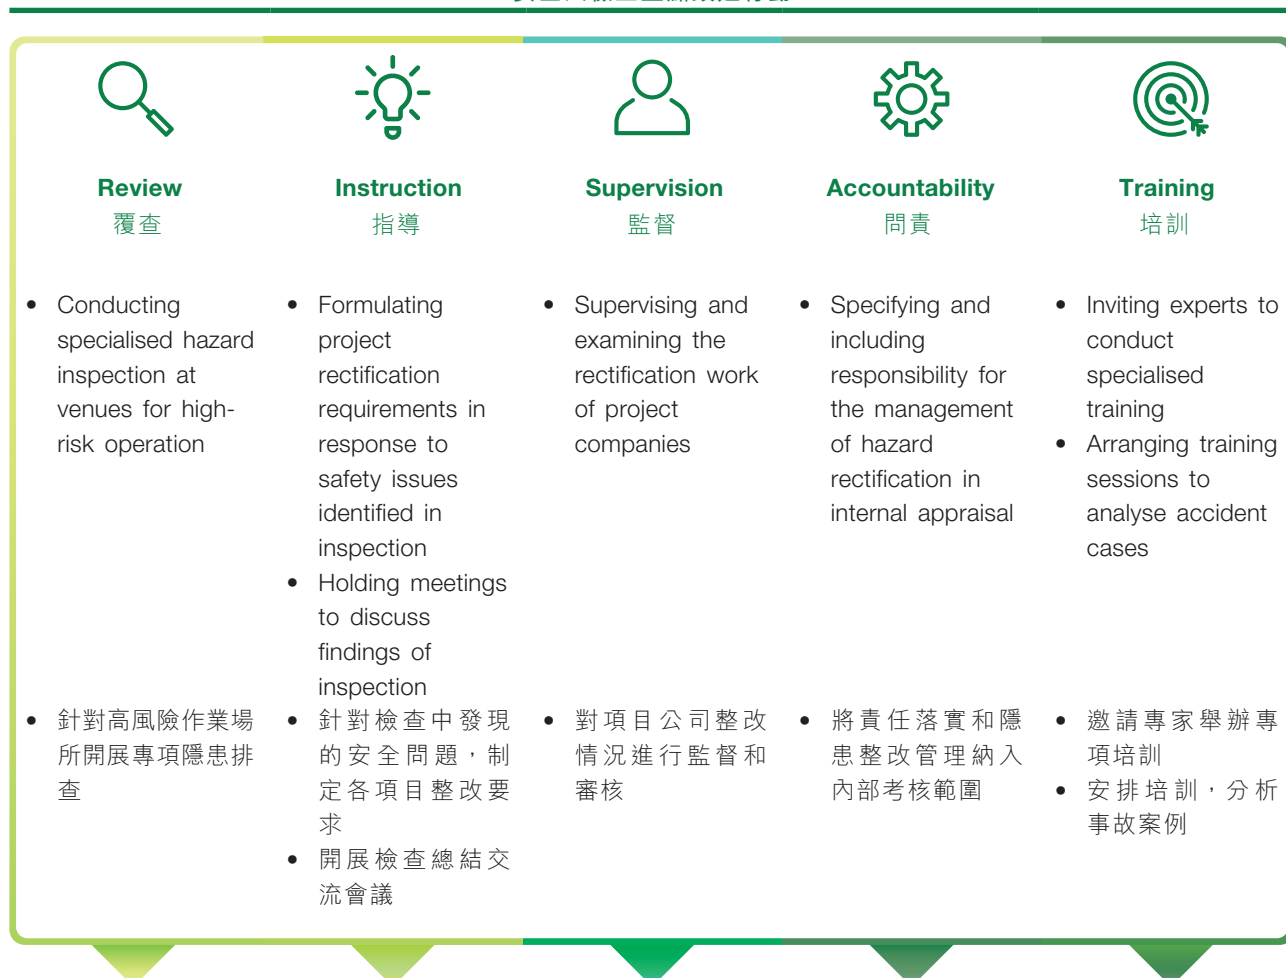 Review
覆查
Instruction
指導
Supervision
監督
Accountability
問責
Training
培訓
• Conducting
specialised hazard
inspection at
venues for high-
risk operation
• Formulating
project
rectification
requirements in
response to
safety issues
identified in
inspection
• Holding meetings
to discuss
findings of
inspection
• Supervising and
examining the
rectification work
of project
companies
• Specifying and
including
responsibility for
the management
of hazard
rectification in
internal appraisal
• Inviting experts to
conduct
specialised
training
• Arranging training
sessions to
analyse accident
cases
• 針對高風險作業場
所開展專項隱患排
查
• 針對檢查中發現
的安全問題，制
定各項目整改要
求
• 開展檢查總結交
流會議
• 對項目公司整改
情況進行監督和
審核
• 將責任落實和隱
患整改管理納入
內部考核範圍
• 邀請專家舉辦專
項培訓
• 安排培訓，分析
事故案例